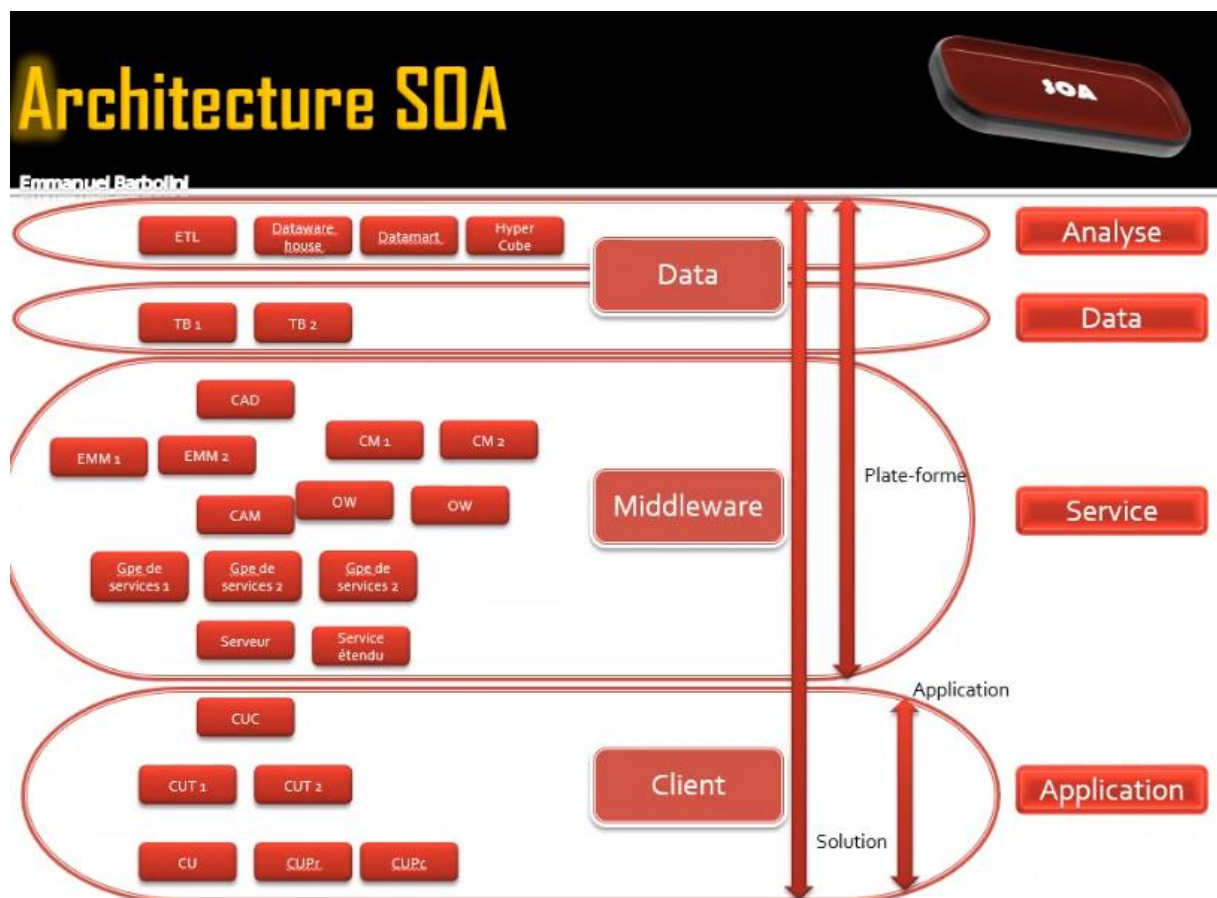 Architecture SOA
SOA
Emmanuel Barbolini
ETL
Dataware
house
Datamart
Hyper
Cube
Data
Analyse
TB 1
TB 2
Data
CAD
EMM 1
EMM 2
CM 1
CM 2
Plate-forme
CAM
OW
OW
Middleware
Service
Gpe de
services 1
Gpe de
services 2
Gpe de
services 2
Serveur
Service
étendu
Application
CUC
CUT 1
CUT 2
Client
Application
Solution
CU
CUPr
CUPc